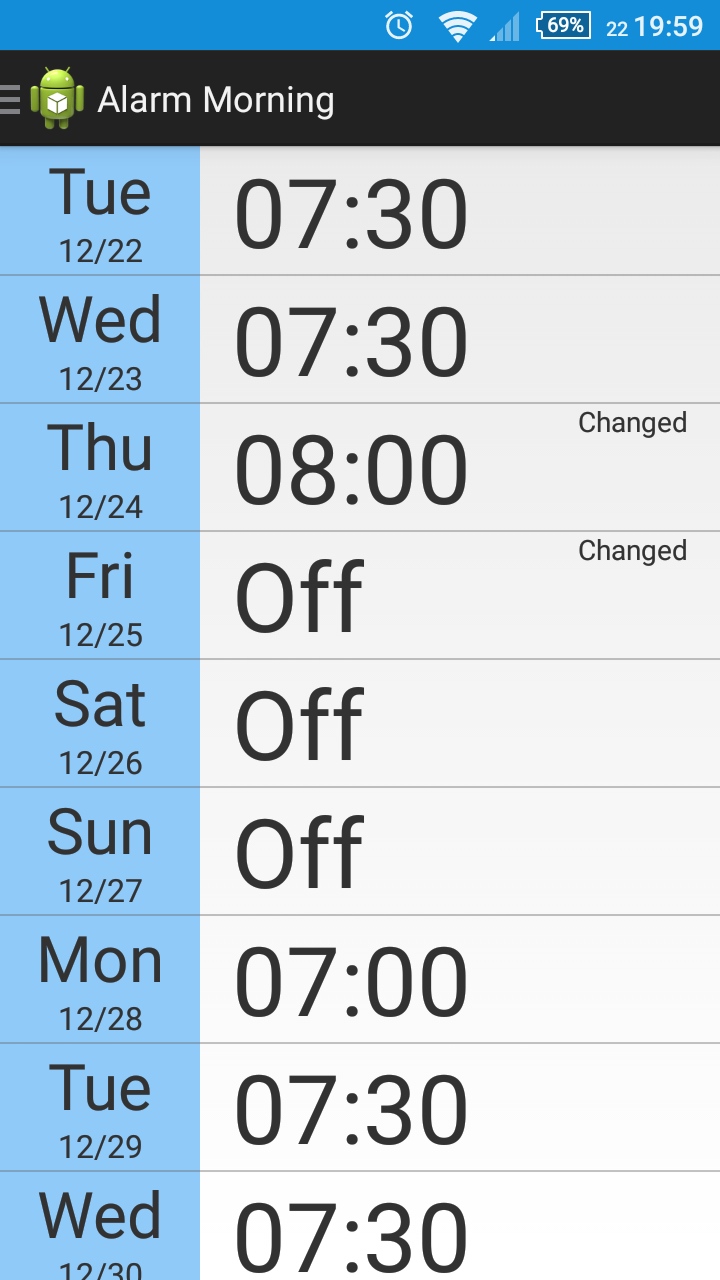 69% 22 19:59
Alarm Morning
Tue 07:30
12/22
Wed 07:30
12/23
Changed
Thu 08:00
12/24
Changed
Fri Off
12/25
Sat Off
12/26
Sun Off
12/27
Mon 07:00
12/28
Tue 07:30
12/29
Wed 07:30
12/30